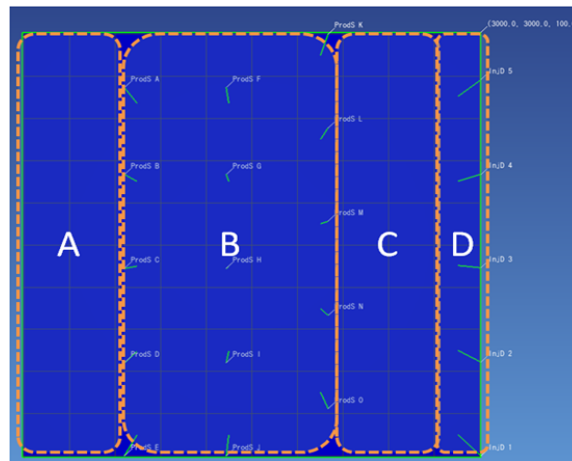 ProdS K
(3000.0, 3000.0, 100.
InjD 5
ProdS A
ProdS F
ProdS L
InjD 4
ProdS B
ProdS G
ProdS M
A
B
C
D
ProdS C
ProdS H
InjD 3
ProdS N
ProdS D
ProdS I
InjD 2
ProdS O
ProdS E
ProdS J
InjD 1